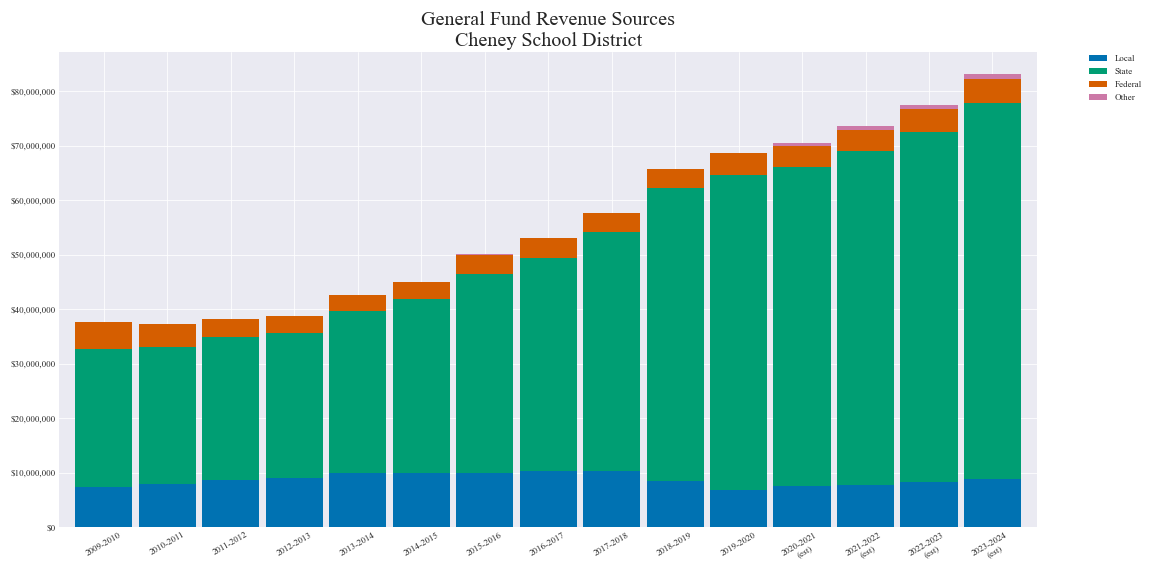 General Fund Revenue Sources
Cheney School District
Local
State
Federal
Other
$80,000,000
$70,000,000
$60,000,000
$50,000,000
$40,000,000
$30,000,000
$20,000,000
$10,000,000
$0
2009-2010
2010-2011
2011-2012
2012-2013
2013-2014
2014-2015
2015-2016
2016-2017
2017-2018
2018-2019
2019-2020
2020-2021
(est)
2021-2022
(est)
2022-2023
(est)
2023-2024
(est)